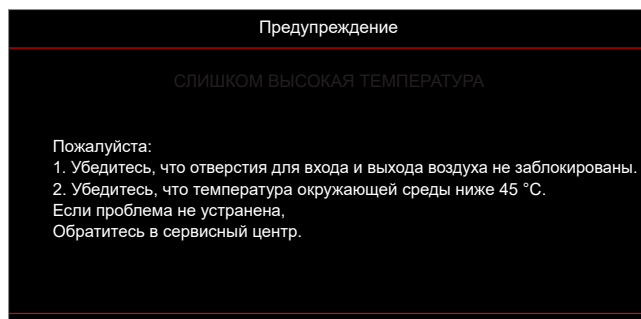 Предупреждение
СЛИШКОМ ВЫСОКАЯ ТЕМПЕРАТУРА
Пожалуйста:
1. Убедитесь, что отверстия для входа и выхода воздуха не заблокированы.
2. Убедитесь, что температура окружающей среды ниже 45 °C.
Если проблема не устранена,
Обратитесь в сервисный центр.